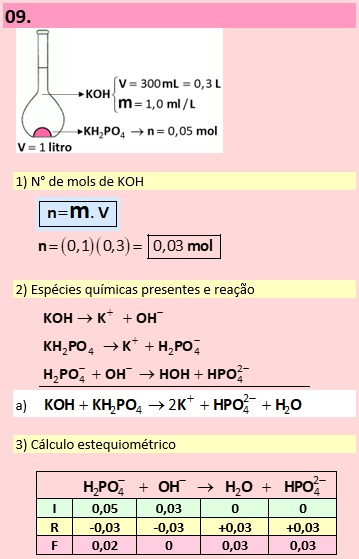 09.
KOH { V = 300 mL = 0,3 L
m = 1,0 ml / L
KH₂PO₄ → n = 0,05 mol
V = 1 litro
1) N° de mols de KOH
n = m. V
n = (0,1)(0,3) = 0,03 mol
2) Espécies químicas presentes e reação
KOH → K⁺ + OH⁻
KH₂PO₄ → K⁺ + H₂PO₄⁻
H₂PO₄⁻ + OH⁻ → HOH + HPO₄²⁻
a) KOH + KH₂PO₄ → 2K⁺ + HPO₄²⁻ + H₂O
3) Cálculo estequiométrico
H₂PO₄⁻ + OH⁻ → H₂O + HPO₄²⁻
I 0,05 0,03 0 0
R -0,03 -0,03 +0,03 +0,03
F 0,02 0 0,03 0,03